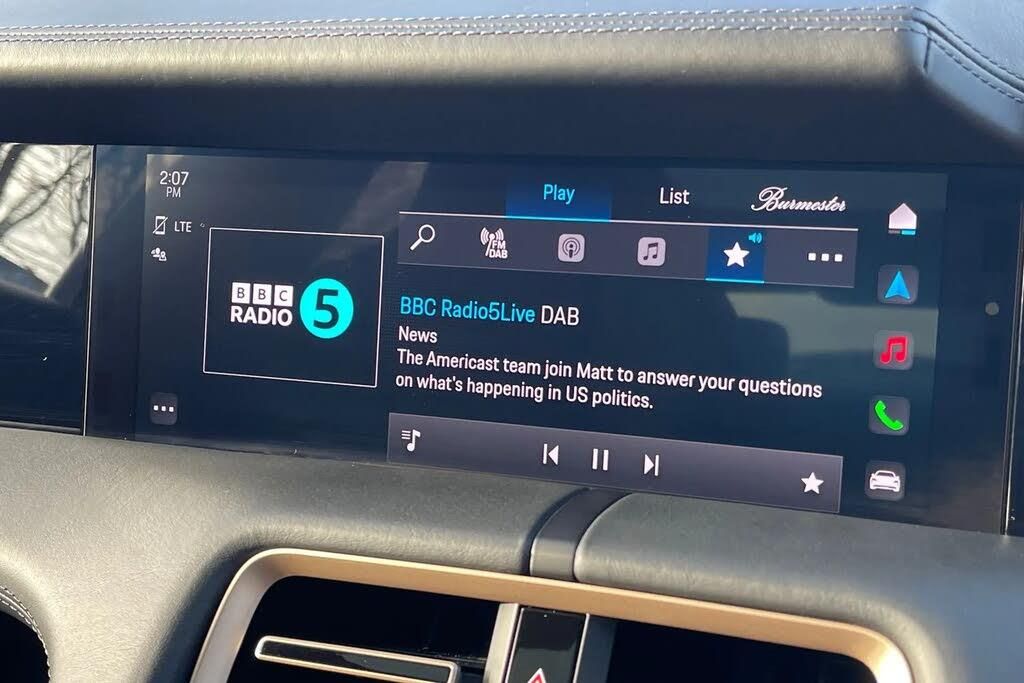 2:07
PM
LTE
Play
List
Burmester
FM
DAB
BBC
RADIO 5
BBC Radio5Live DAB
News
The Americast team join Matt to answer your questions
on what's happening in US politics.